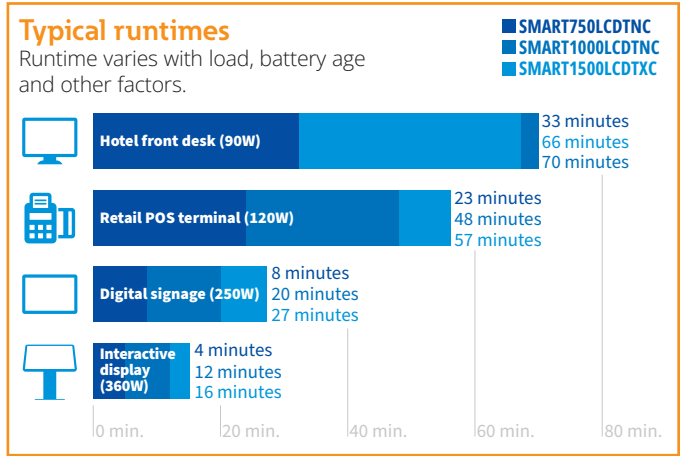 Typical runtimes
Runtime varies with load, battery age
and other factors.
SMART750LCDTNC
SMART1000LCDTNC
SMART1500LCDTXC
Hotel front desk (90W)
33 minutes
66 minutes
70 minutes
Retail POS terminal (120W)
23 minutes
48 minutes
57 minutes
Digital signage (250W)
8 minutes
20 minutes
27 minutes
Interactive
display
(360W)
4 minutes
12 minutes
16 minutes
0 min. 20 min. 40 min. 60 min. 80 min.